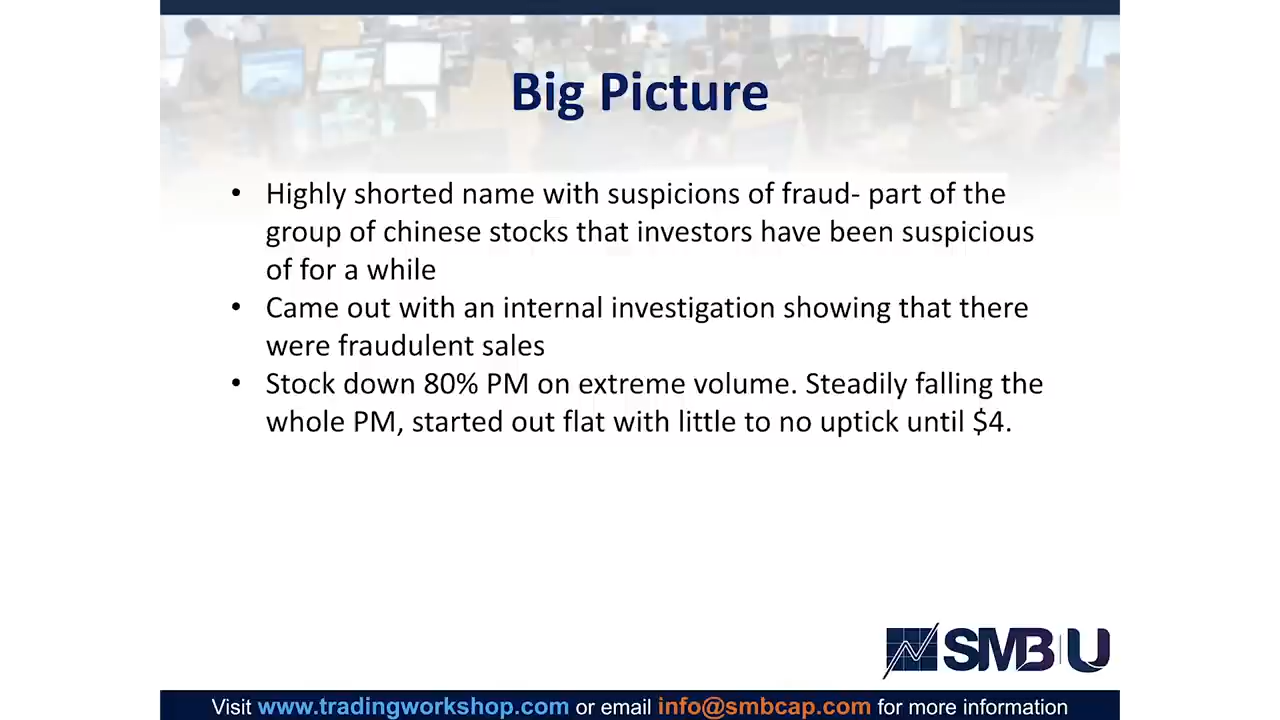 Big Picture
• Highly shorted name with suspicions of fraud- part of the
group of chinese stocks that investors have been suspicious
of for a while
• Came out with an internal investigation showing that there
were fraudulent sales
• Stock down 80% PM on extreme volume. Steadily falling the
whole PM, started out flat with little to no uptick until $4.
SMB U
Visit www.tradingworkshop.com or email info@smbcap.com for more information